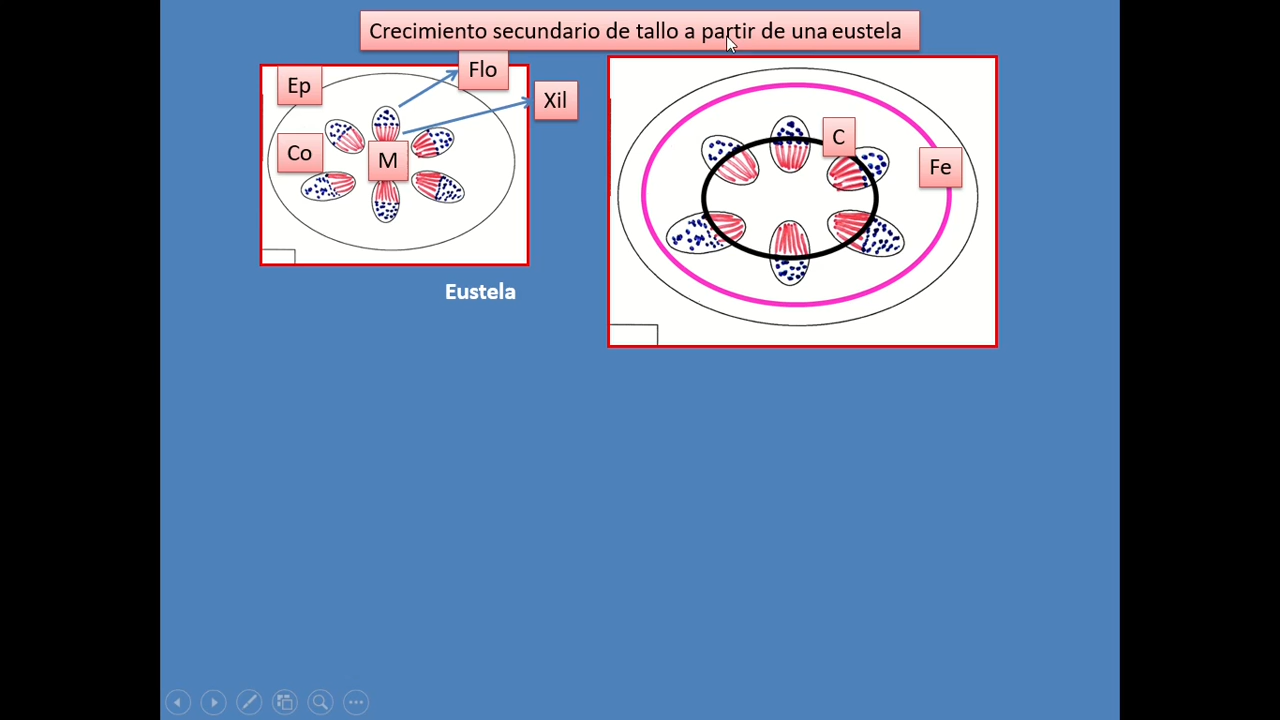 Crecimiento secundario de tallo a partir de una eustela
Ep
Flo
Xil
Co
M
Eustela
C
Fe